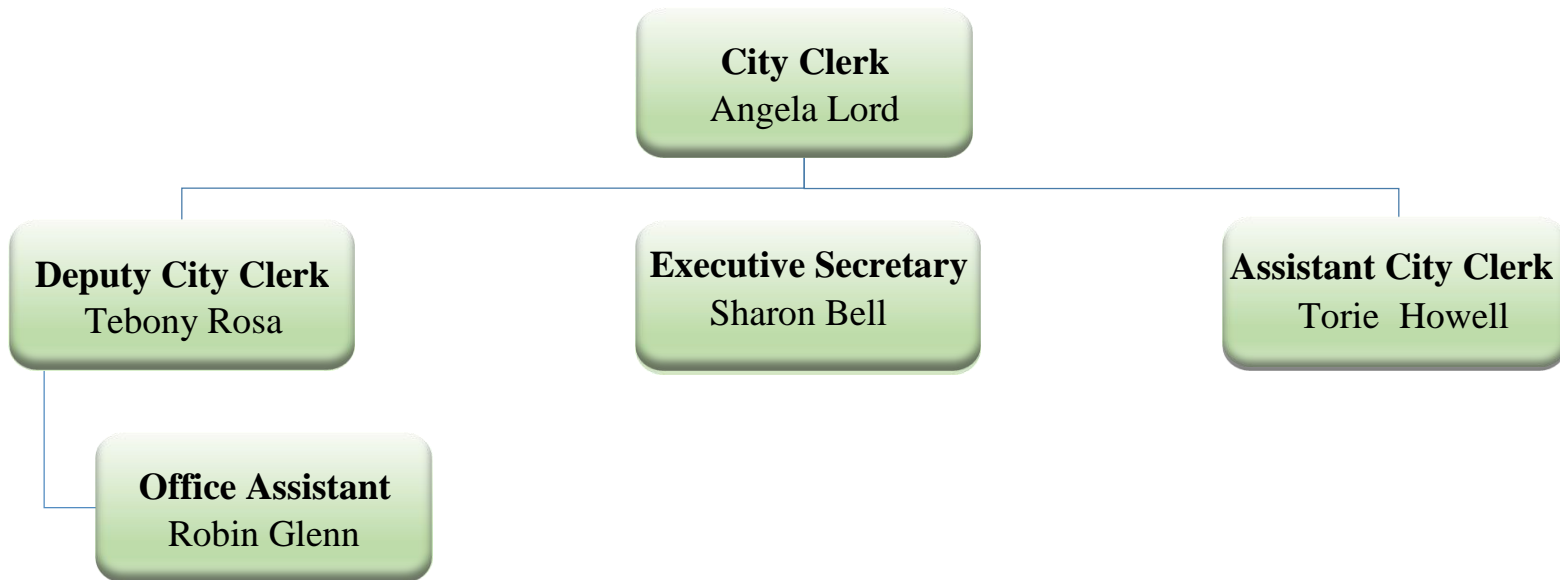 City Clerk
Angela Lord
Deputy City Clerk
Tebony Rosa
Executive Secretary
Sharon Bell
Assistant City Clerk
Torie  Howell
Office Assistant
Robin Glenn